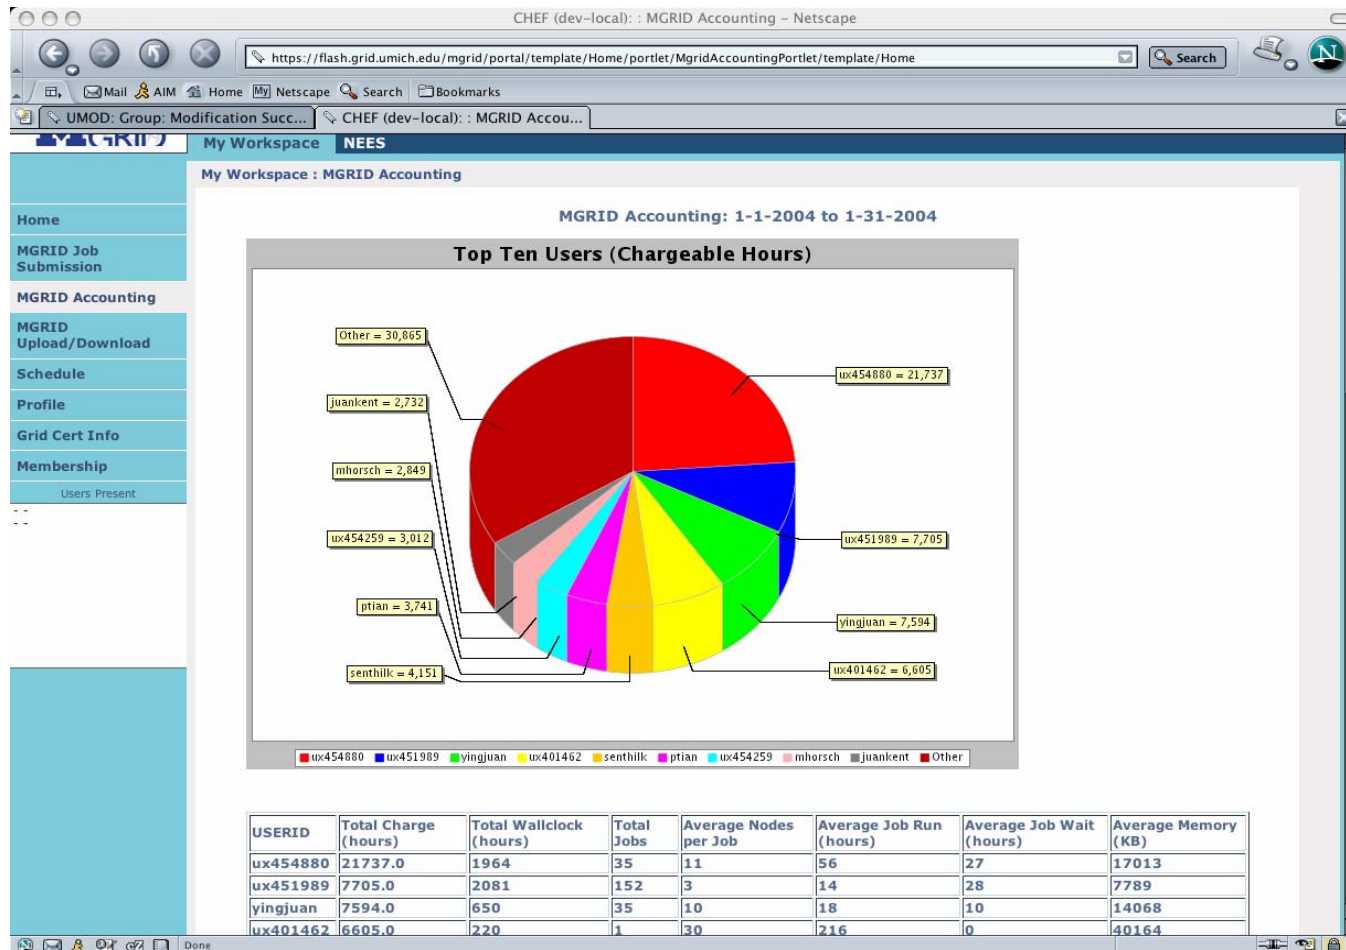 CHEF (dev-local): : MGRID Accounting – Netscape
https://flash.grid.umich.edu/mgrid/portal/template/Home/portlet/MgridAccountingPortlet/template/Home
Search
N
Mail AIM Home My Netscape Search Bookmarks
UMOD: Group: Modification Succ... CHEF (dev-local): : MGRID Accou...
MGRID
My Workspace NEES
My Workspace : MGRID Accounting
Home
MGRID Job
Submission
MGRID Accounting
MGRID
Upload/Download
Schedule
Profile
Grid Cert Info
Membership
Users Present
- -
- -
MGRID Accounting: 1-1-2004 to 1-31-2004
Top Ten Users (Chargeable Hours)
Other = 30,865
ux454880 = 21,737
juankent = 2,732
mhorsch = 2,849
ux454259 = 3,012
ux451989 = 7,705
ptian = 3,741
yingjuan = 7,594
senthilk = 4,151
ux401462 = 6,605
ux454880 ux451989 yingjuan ux401462 senthilk ptian ux454259 mhorsch juankent Other
USERID Total Charge (hours) Total Wallclock (hours) Total Jobs Average Nodes per Job Average Job Run (hours) Average Job Wait (hours) Average Memory (KB)
ux454880 21737.0 1964 35 11 56 27 17013
ux451989 7705.0 2081 152 3 14 28 7789
yingjuan 7594.0 650 35 10 18 10 14068
ux401462 6605.0 220 1 30 216 0 40164
Done